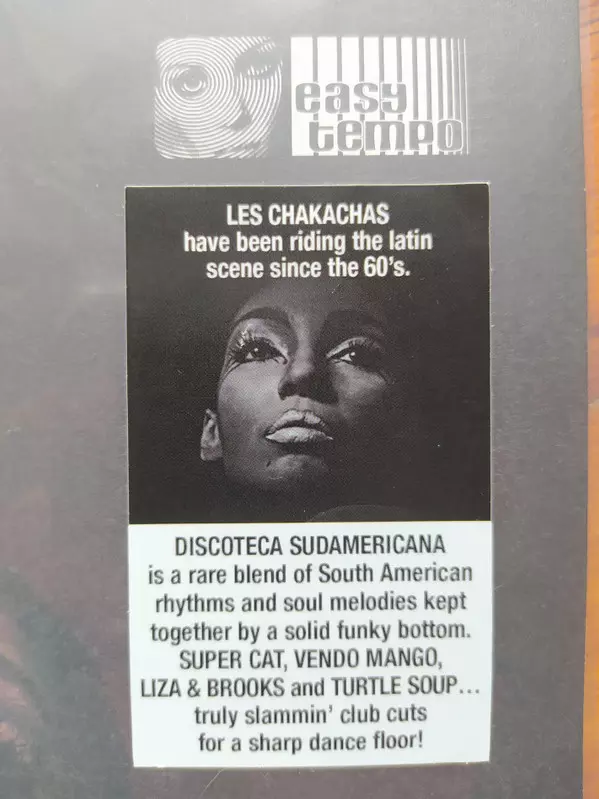 easy
tempo
LES CHAKACHAS
have been riding the latin
scene since the 60's.
DISCOTECA SUDAMERICANA
is a rare blend of South American
rhythms and soul melodies kept
together by a solid funky bottom.
SUPER CAT, VENDO MANGO,
LIZA & BROOKS and TURTLE SOUP...
truly slammin' club cuts
for a sharp dance floor!